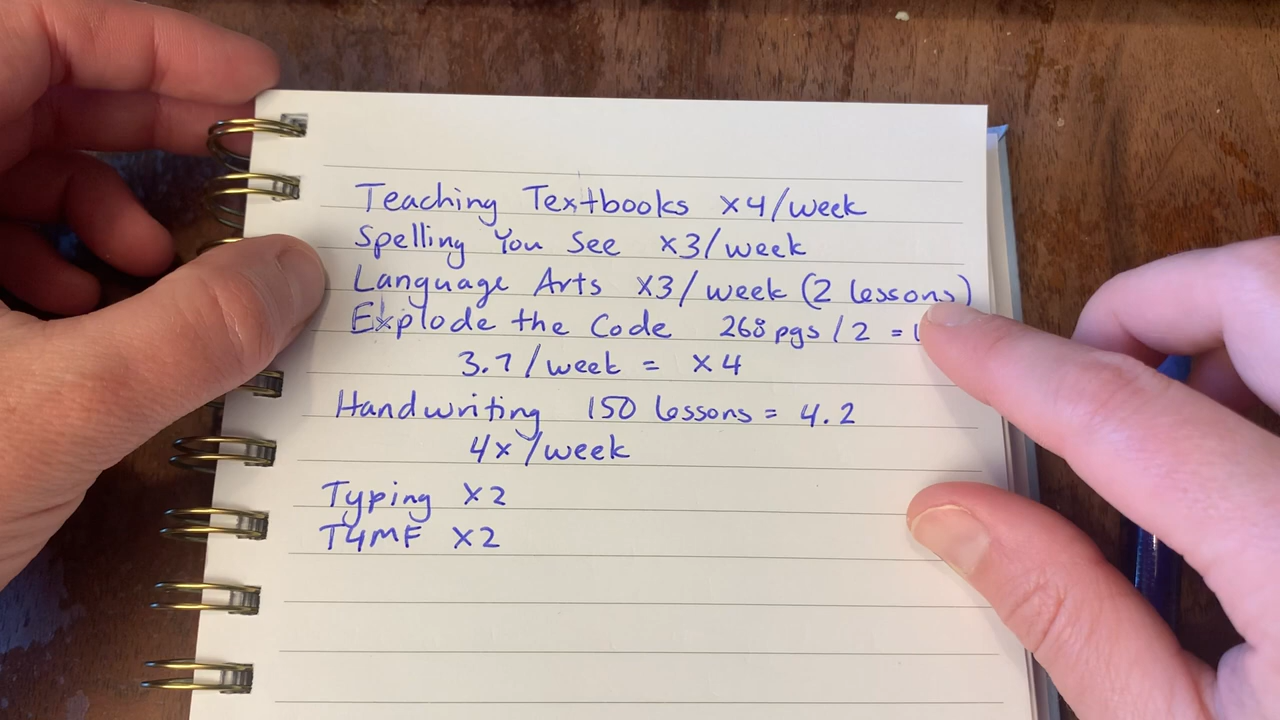 Teaching Textbooks x4/week
Spelling You See x3/week
Language Arts x3/week (2 lessons)
Explode the Code 268 pgs / 2 =
3.7/week = x4
Handwriting 150 lessons = 4.2
4x/week
Typing x2
T4MF x2